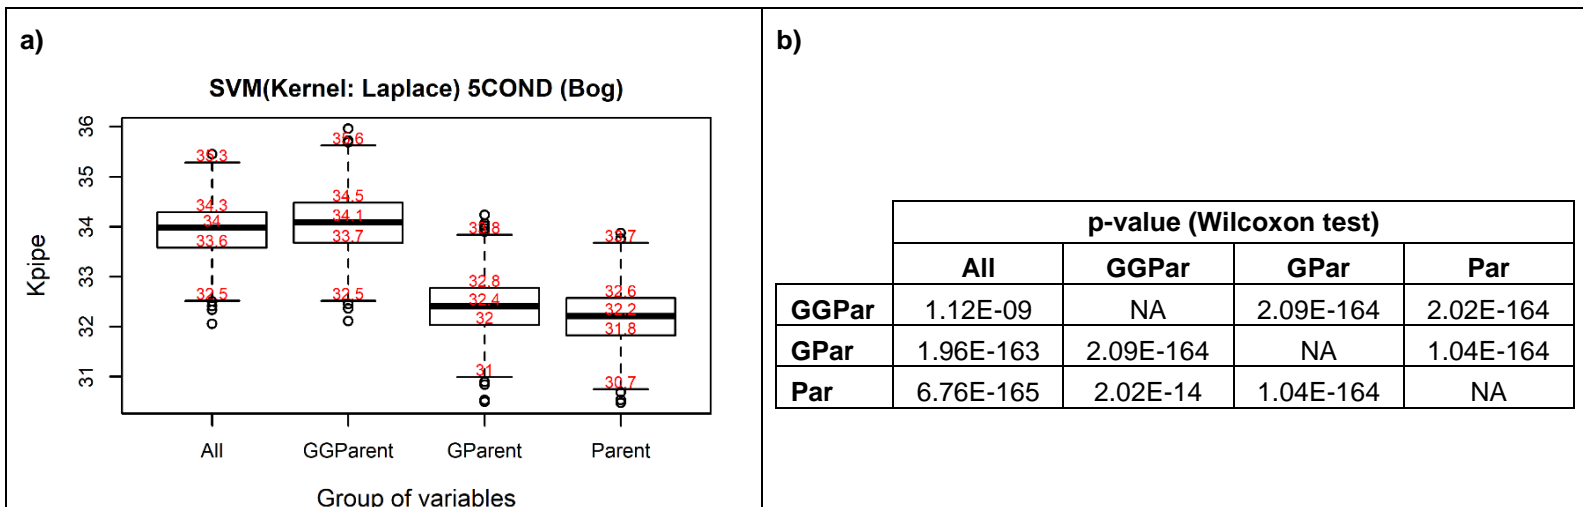 a)
SVM(Kernel: Laplace) 5COND (Bog)
Kpipe
36
35
34
33
32
31
35.3
34.3
34
33.6
32.5
35.6
34.5
34.1
33.7
32.5
33.8
32.8
32.4
32
31
33.7
32.6
32.2
31.8
30.7
All GGParent GParent Parent
Group of variables
b)
p-value (Wilcoxon test)
All GGPar GPar Par
GGPar 1.12E-09 NA 2.09E-164 2.02E-164
GPar 1.96E-163 2.09E-164 NA 1.04E-164
Par 6.76E-165 2.02E-14 1.04E-164 NA